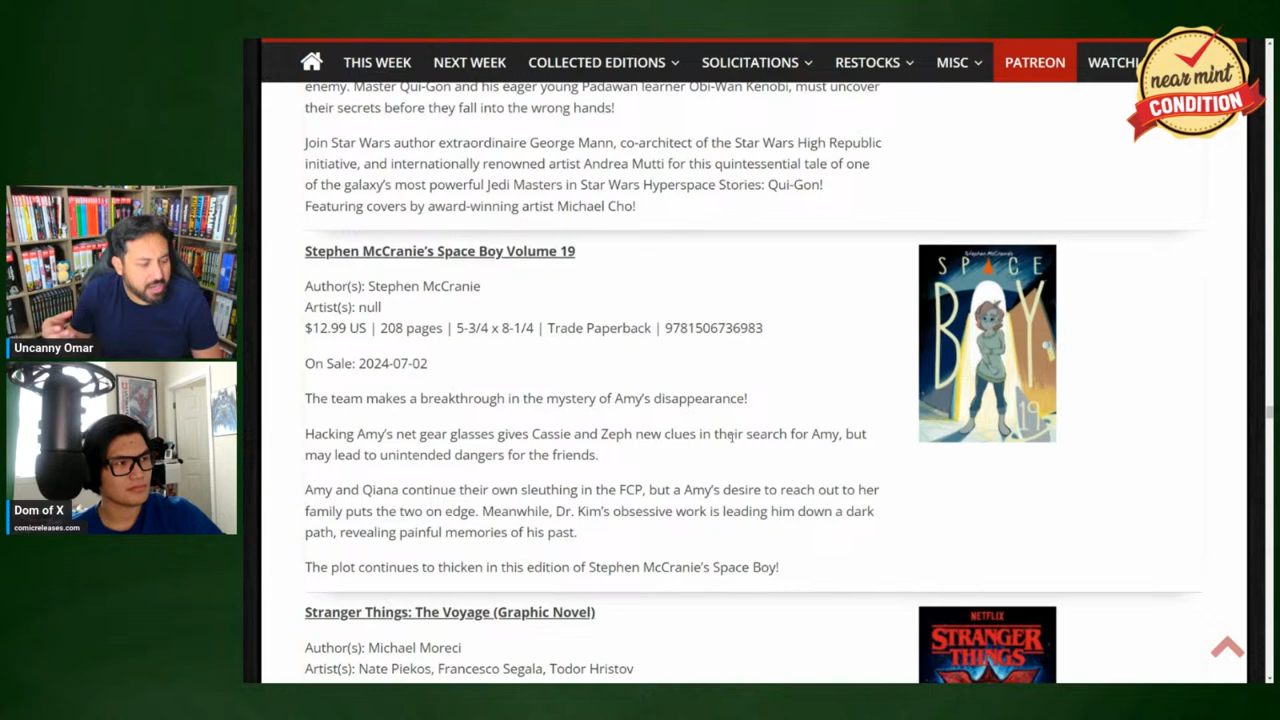 THIS WEEK NEXT WEEK COLLECTED EDITIONS SOLICITATIONS RESTOCKS MISC PATREON WATCHL
near mint
CONDITION
enemy. Master Qui-Gon and his eager young Padawan learner Obi-Wan Kenobi, must uncover
their secrets before they fall into the wrong hands!
Join Star Wars author extraordinaire George Mann, co-architect of the Star Wars High Republic
initiative, and internationally renowned artist Andrea Mutti for this quintessential tale of one
of the galaxy's most powerful Jedi Masters in Star Wars Hyperspace Stories: Qui-Gon!
Featuring covers by award-winning artist Michael Cho!
Stephen McCranie's Space Boy Volume 19
Author(s): Stephen McCranie
Artist(s): null
$12.99 US | 208 pages | 5-3/4 x 8-1/4 | Trade Paperback | 9781506736983
On Sale: 2024-07-02
The team makes a breakthrough in the mystery of Amy's disappearance!
Hacking Amy's net gear glasses gives Cassie and Zeph new clues in their search for Amy, but
may lead to unintended dangers for the friends.
Amy and Qiana continue their own sleuthing in the FCP, but a Amy's desire to reach out to her
family puts the two on edge. Meanwhile, Dr. Kim's obsessive work is leading him down a dark
path, revealing painful memories of his past.
The plot continues to thicken in this edition of Stephen McCranie's Space Boy!
Stephen McCranie's
SPACE
BOY
19
Stranger Things: The Voyage (Graphic Novel)
Author(s): Michael Moreci
Artist(s): Nate Piekos, Francesco Segala, Todor Hristov
NETFLIX
STRANGER
THINGS
Uncanny Omar
Dom of X
comicreleases.com